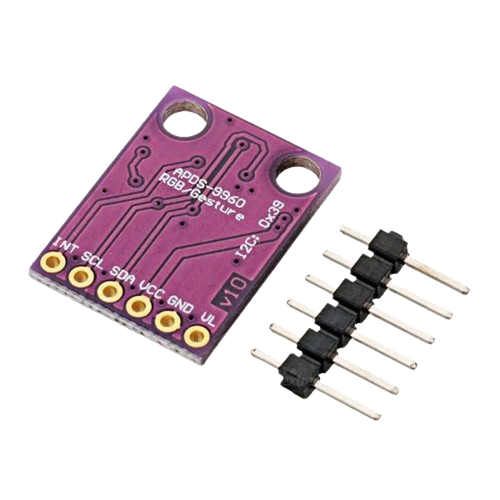 APDS-9960
RGB/Gesture
I2C: 0x39
INT SCL SDA VCC GND VL
v10